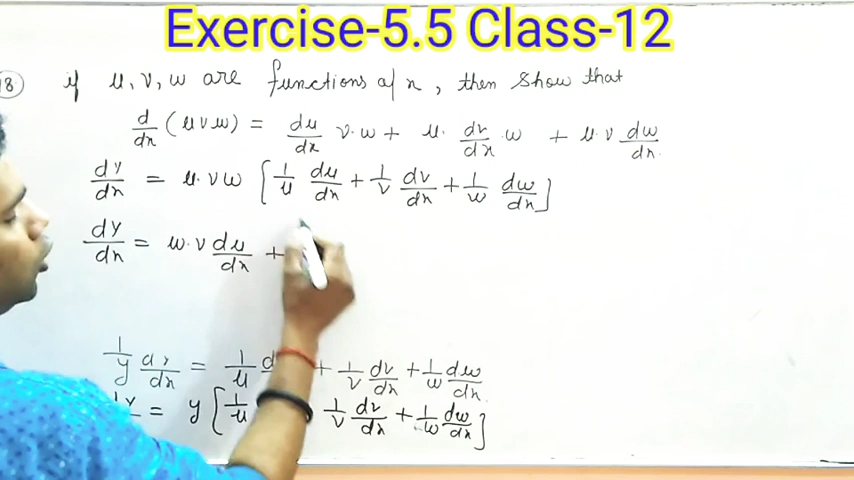 Exercise-5.5 Class-12
18 if u, v, w are functions of x, then show that
d/dx (u v w) = du/dx v·w + u· dv/dx ·w + u·v dw/dx
dy/dx = u·vw [1/u du/dx + 1/v dv/dx + 1/w dw/dx]
dy/dx = w·v du/dx +
1/y dy/dx = 1/u d + 1/v dv/dx + 1/w dw/dx
= y [1/u 1/v dv/dx + 1/w dw/dx]